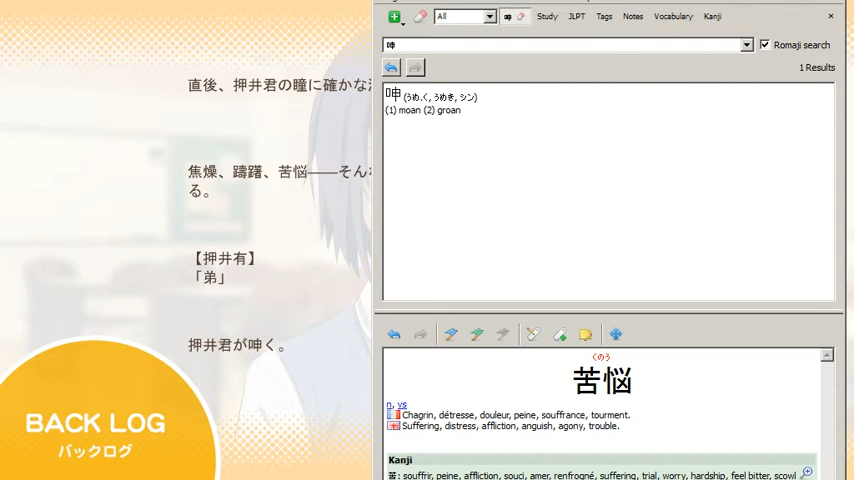 直後、押井君の瞳に確かな
焦燥、躊躇、苦悩――そん
る。
【押井有】
「弟」
押井君が呻く。
BACK LOG
バックログ
All
呻
Study
JLPT
Tags
Notes
Vocabulary
Kanji
呻
Romaji search
1 Results
呻 (うめ.く, うめき, シン)
(1) moan (2) groan
くのう
苦悩
n, vs
Chagrin, détresse, douleur, peine, souffrance, tourment.
Suffering, distress, affliction, anguish, agony, trouble.
Kanji
苦: souffrir, peine, affliction, souci, amer, renfrogné, suffering, trial, worry, hardship, feel bitter, scowl